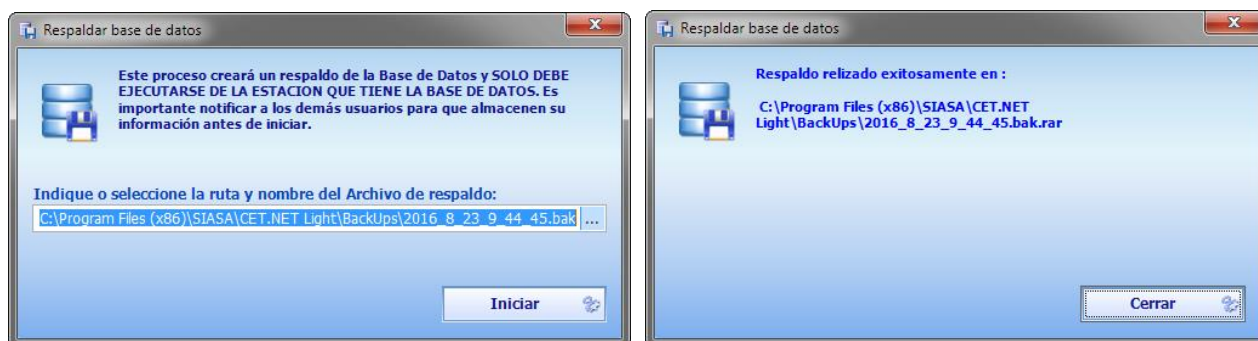 Respaldar base de datos
Este proceso creará un respaldo de la Base de Datos y SOLO DEBE
EJECUTARSE DE LA ESTACION QUE TIENE LA BASE DE DATOS. Es
importante notificar a los demás usuarios para que almacenen su
información antes de iniciar.
Indique o seleccione la ruta y nombre del Archivo de respaldo:
C:\Program Files (x86)\SIASA\CET.NET Light\BackUps\2016_8_23_9_44_45.bak ...
Iniciar
Respaldar base de datos
Respaldo relizado exitosamente en :
C:\Program Files (x86)\SIASA\CET.NET
Light\BackUps\2016_8_23_9_44_45.bak.rar
Cerrar